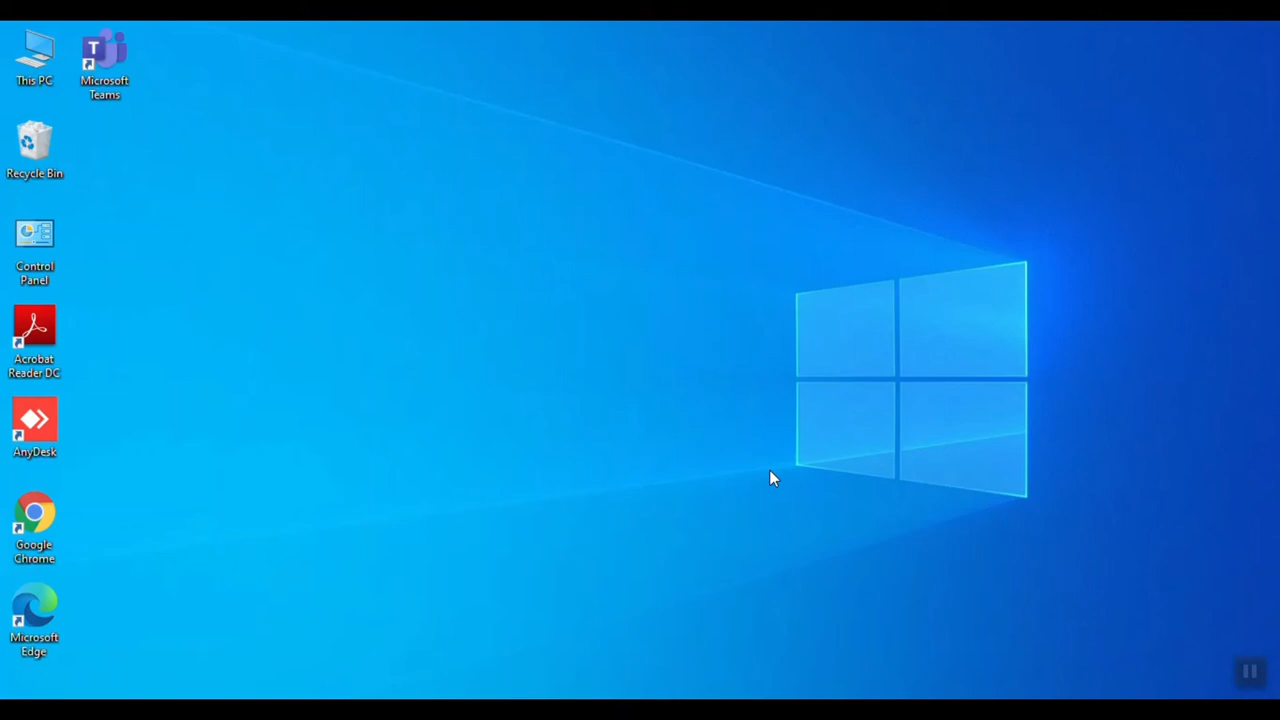 This PC
Microsoft
Teams
Recycle Bin
Control
Panel
Acrobat
Reader DC
AnyDesk
Google
Chrome
Microsoft
Edge